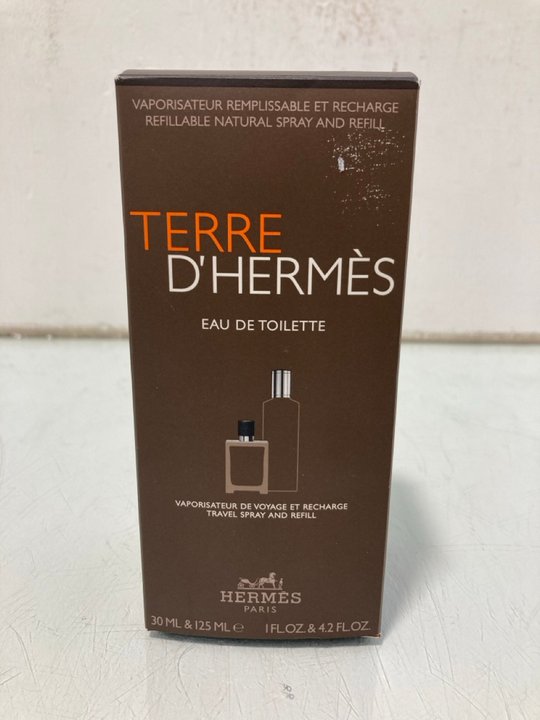 VAPORISATEUR REMPLISSABLE ET RECHARGE
REFILLABLE NATURAL SPRAY AND REFILL
TERRE
D'HERMÈS
EAU DE TOILETTE
VAPORISATEUR DE VOYAGE ET RECHARGE
TRAVEL SPRAY AND REFILL
HERMÈS
PARIS
30 ML & 125 ML ℮ 1 FL.OZ. & 4.2 FL.OZ.